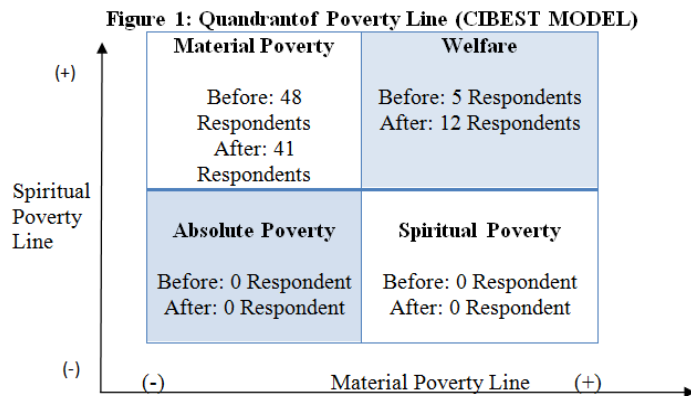 Figure 1: Quandrantof Poverty Line (CIBEST MODEL)
(+)
Material Poverty
Before: 48
Respondents
After: 41
Respondents
Welfare
Before: 5 Respondents
After: 12 Respondents
Spiritual
Poverty
Line
Absolute Poverty
Before: 0 Respondent
After: 0 Respondent
Spiritual Poverty
Before: 0 Respondent
After: 0 Respondent
(-)
(-) Material Poverty Line (+)